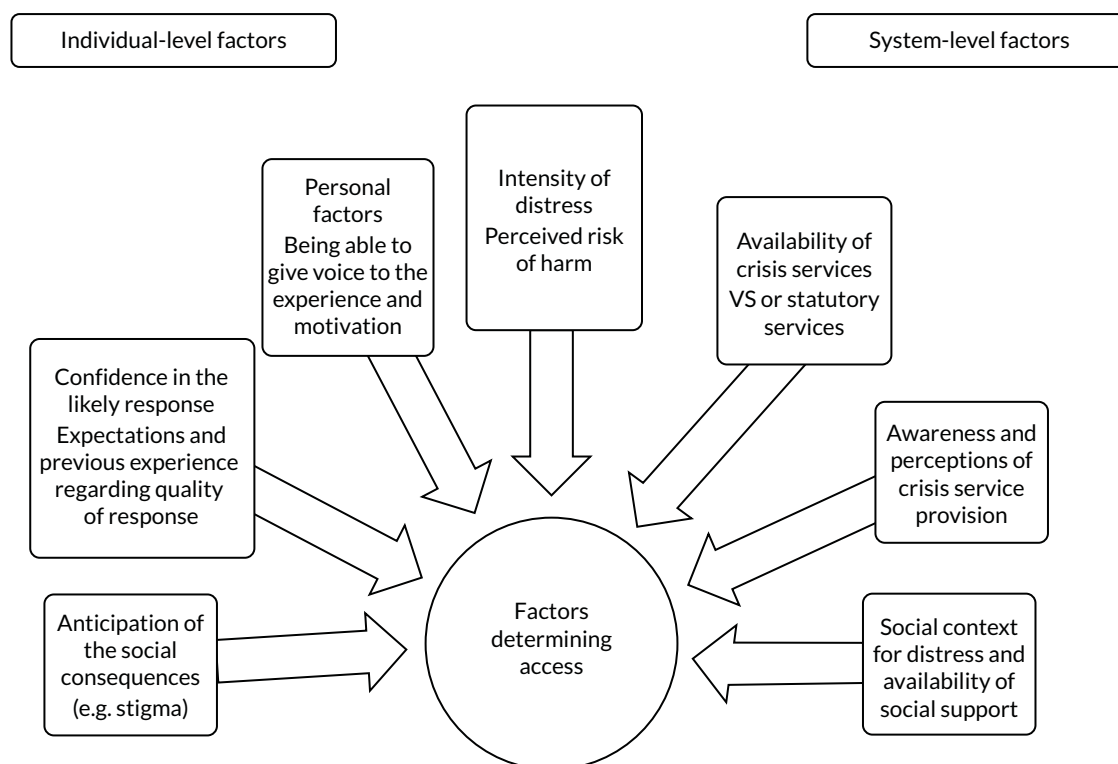 Individual-level factors
System-level factors
Intensity of
distress
Perceived risk
of harm
Personal
factors
Being able to
give voice to the
experience and
motivation
Availability of
crisis services
VS or statutory
services
Confidence in the
likely response
Expectations and
previous experience
regarding quality
of response
Awareness and
perceptions of
crisis service
provision
Anticipation of
the social
consequences
(e.g. stigma)
Factors
determining
access
Social context
for distress and
availability of
social support